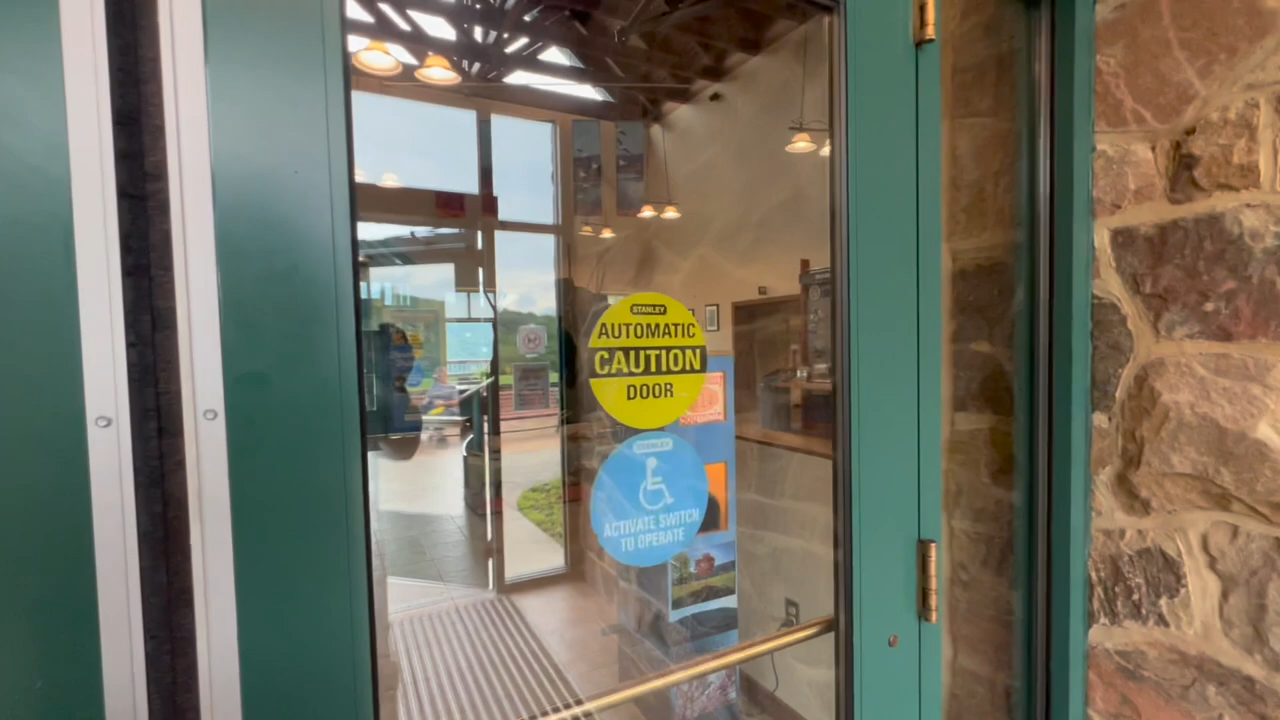 STANLEY
AUTOMATIC
CAUTION
DOOR
STANLEY
ACTIVATE SWITCH
TO OPERATE